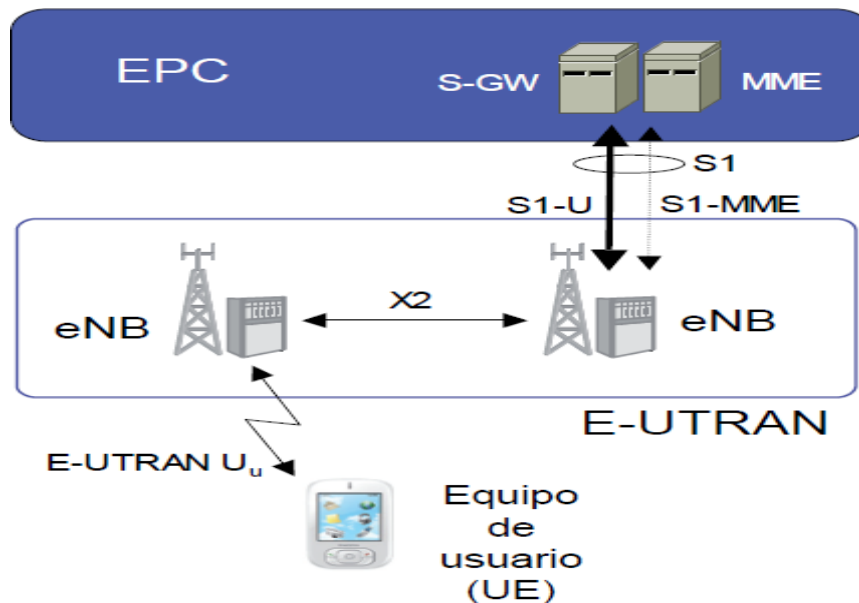 EPC
S-GW
MME
S1
S1-U
S1-MME
eNB
X2
eNB
E-UTRAN
E-UTRAN Uu
Equipo
de
usuario
(UE)